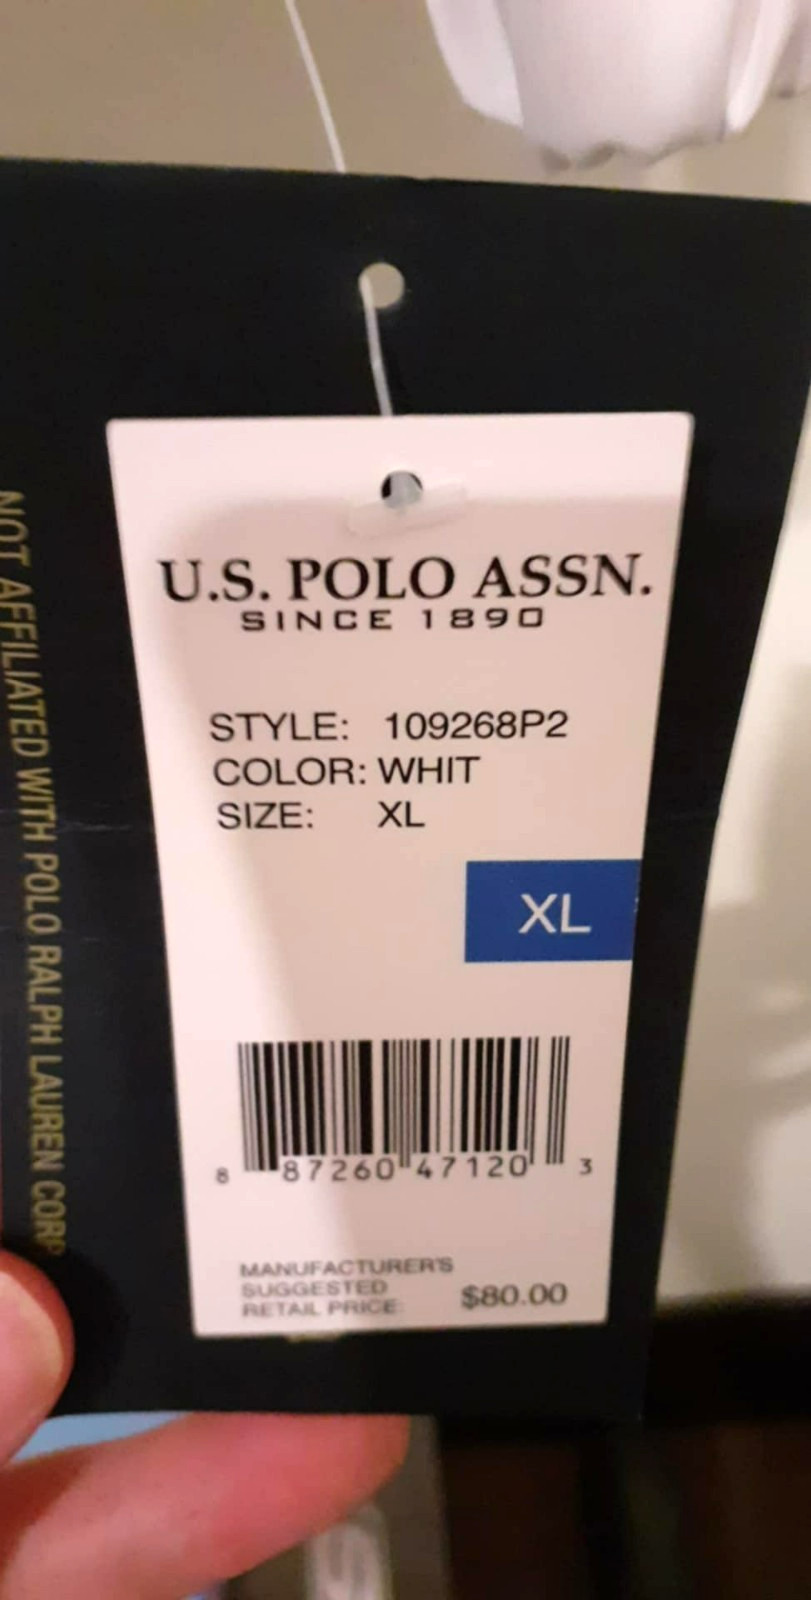 NOT AFFILIATED WITH POLO RALPH LAUREN CORP
U.S. POLO ASSN.
SINCE 1890
STYLE: 109268P2
COLOR: WHIT
SIZE: XL
XL
8 87260 47120 3
MANUFACTURER'S
SUGGESTED
RETAIL PRICE: $80.00